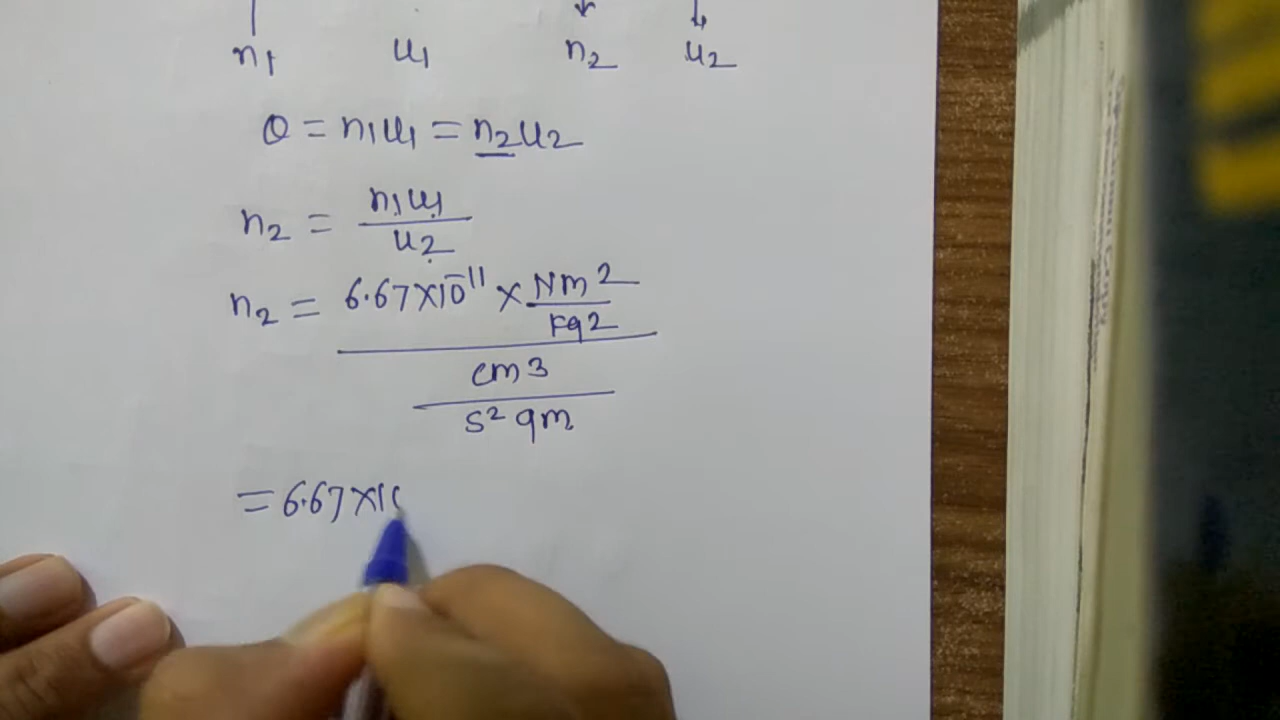 n1 u1 n2 u2
Q = n1u1 = n2u2
n2 = n1u1 / u2
n2 = 6.67×10^-11 × Nm2 / kg2
cm3
s² gm
= 6.67×10